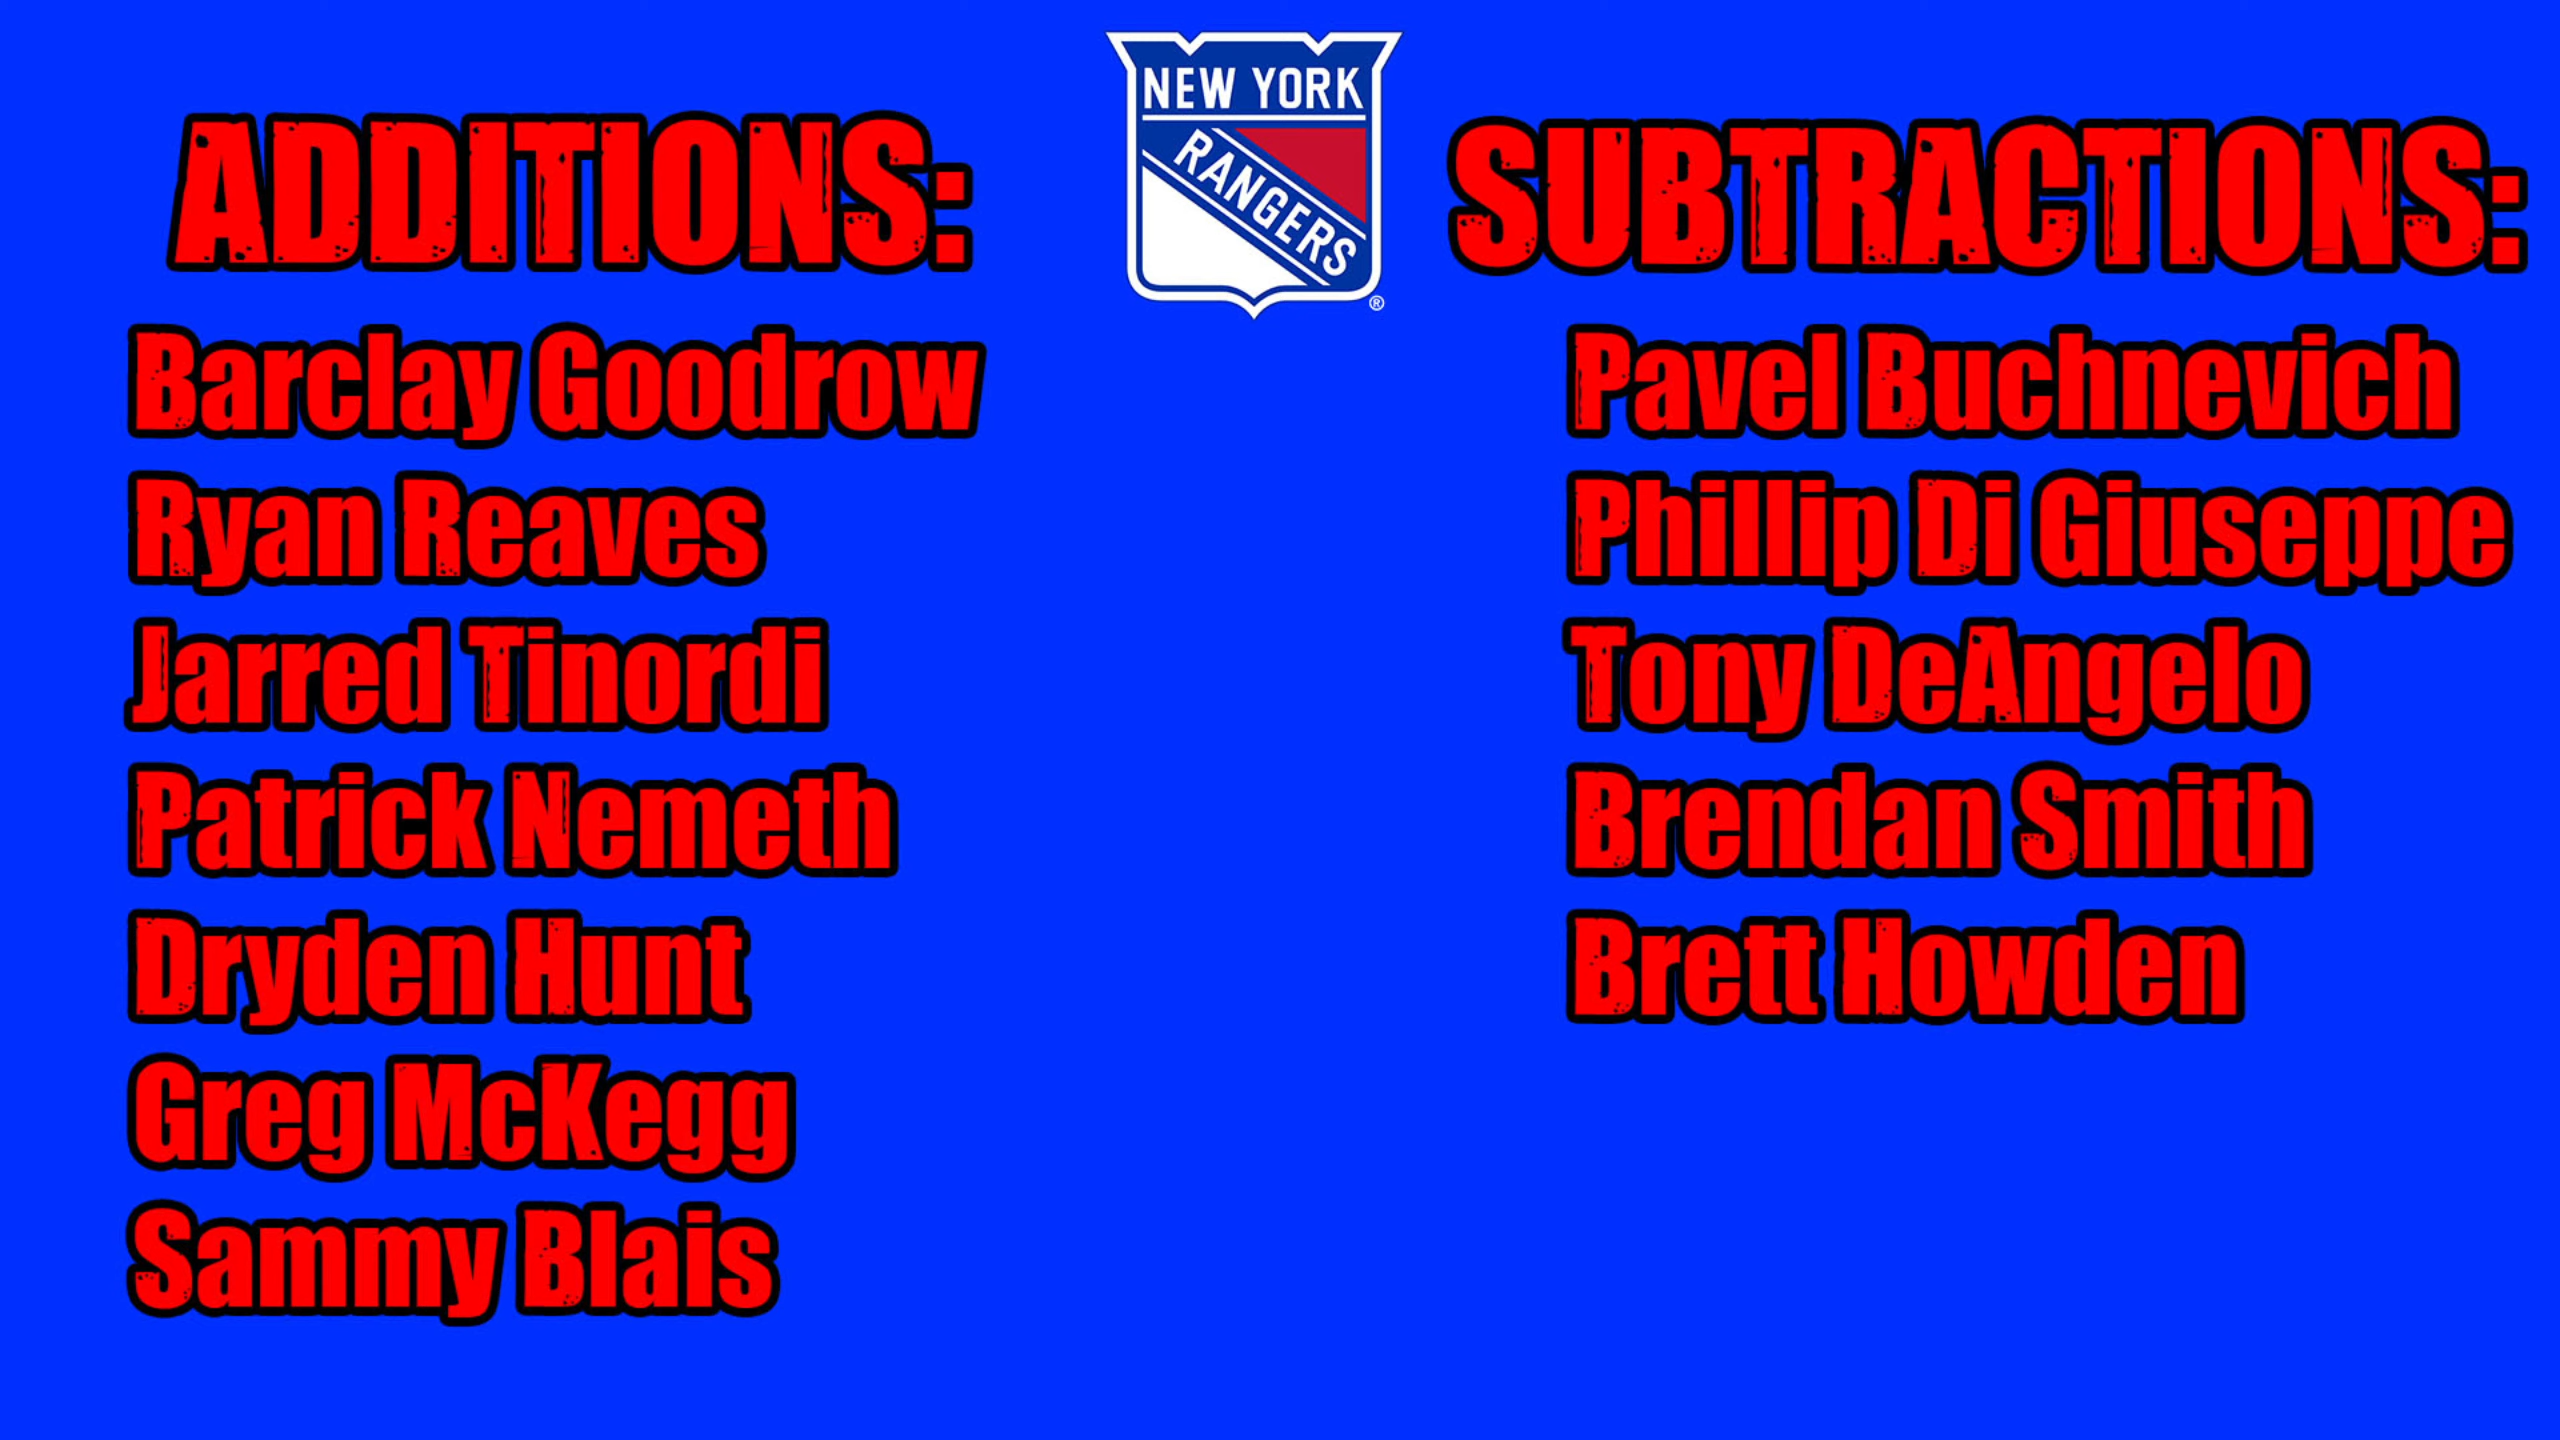 NEW YORK
RANGERS
®
ADDITIONS:
Barclay Goodrow
Ryan Reaves
Jarred Tinordi
Patrick Nemeth
Dryden Hunt
Greg McKegg
Sammy Blais
SUBTRACTIONS:
Pavel Buchnevich
Phillip Di Giuseppe
Tony DeAngelo
Brendan Smith
Brett Howden